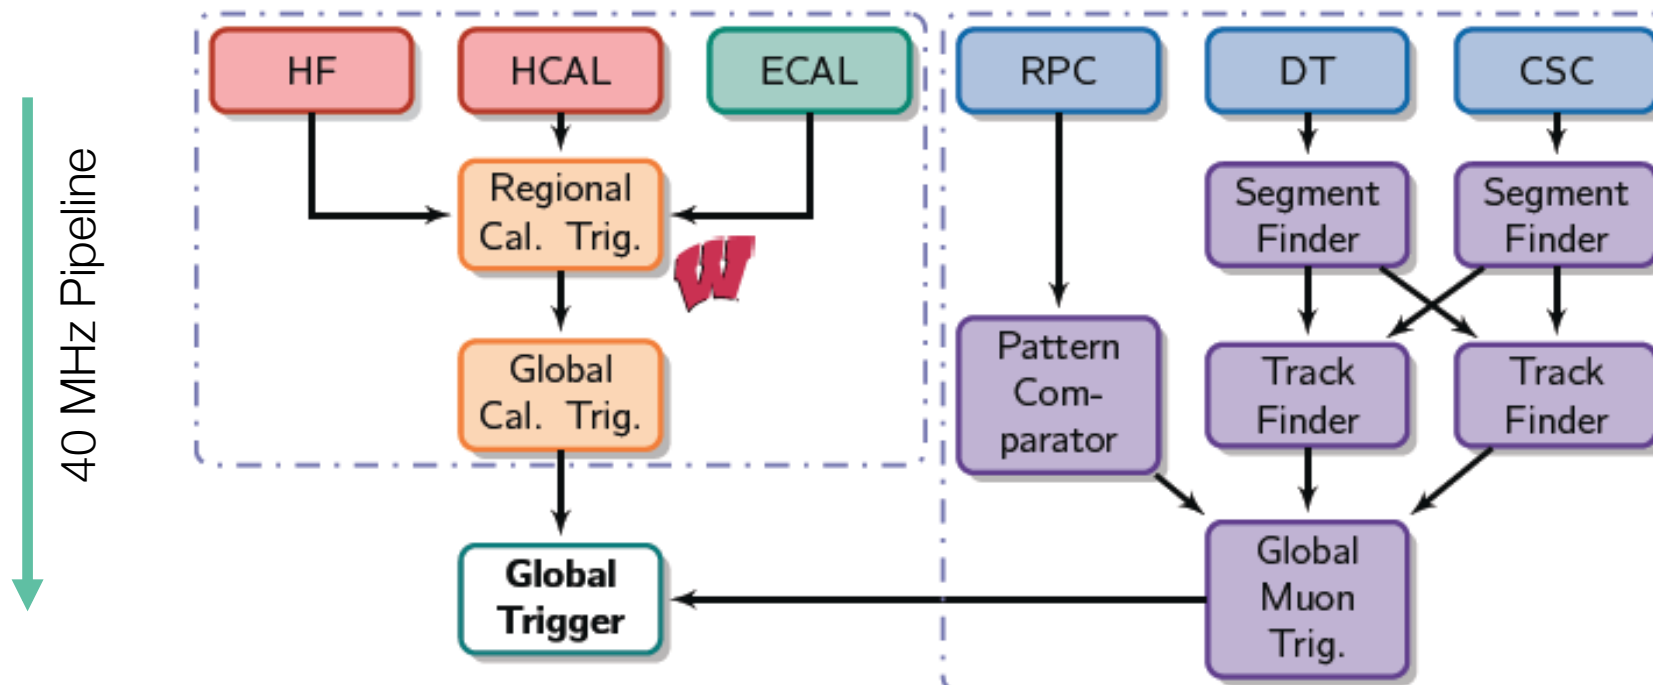 HF
HCAL
ECAL
RPC
DT
CSC
40 MHz Pipeline
Regional
Cal. Trig.
W
Segment
Finder
Segment
Finder
Global
Cal. Trig.
Pattern
Com-
parator
Track
Finder
Track
Finder
Global
Trigger
Global
Muon
Trig.